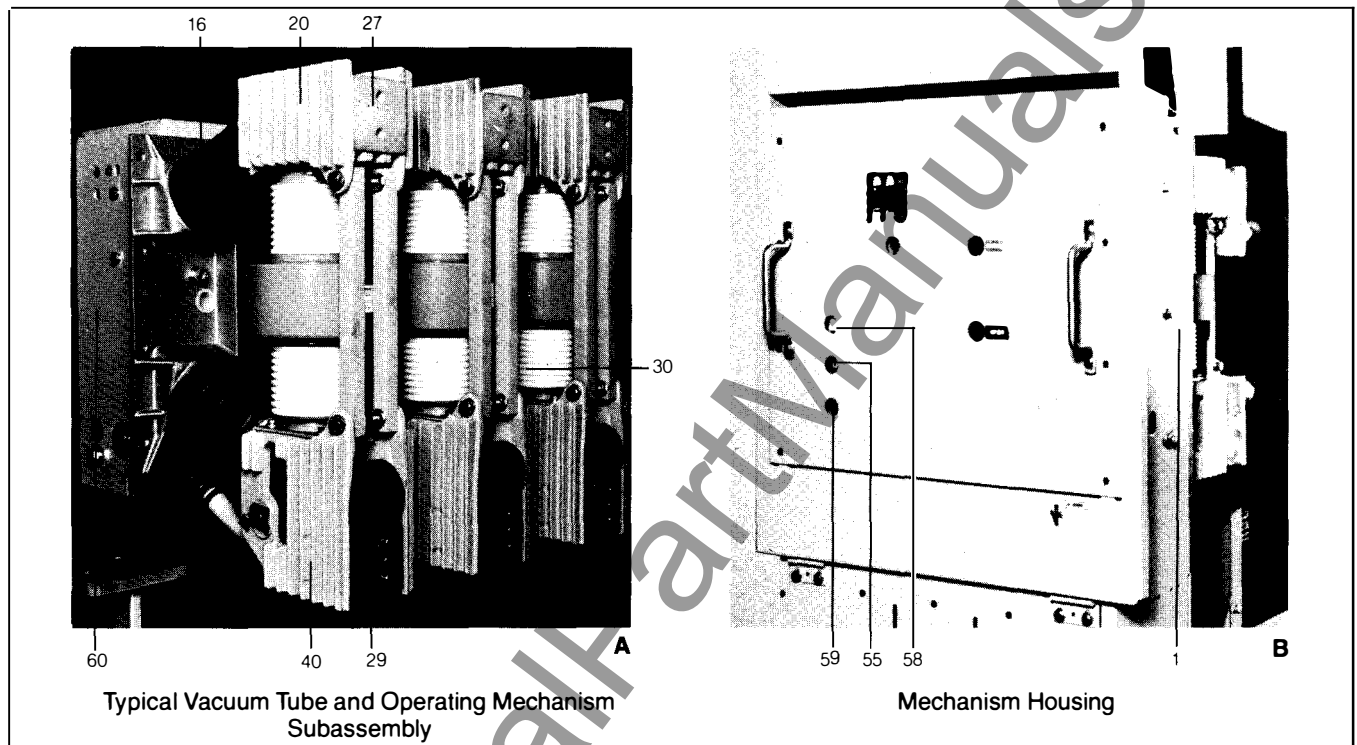 16 20 27
30
60 40 29 A
59 55 58 1 B
Typical Vacuum Tube and Operating Mechanism
Subassembly
Mechanism Housing